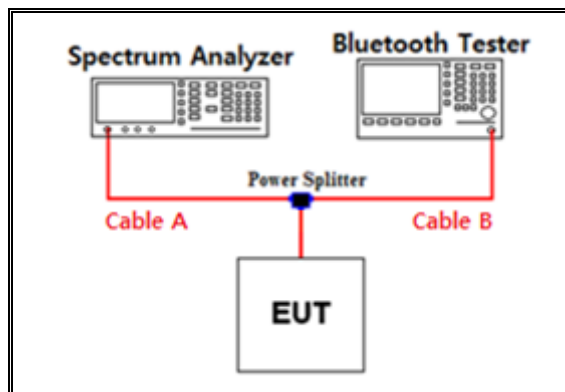 Spectrum Analyzer
Bluetooth Tester
Power Splitter
Cable A
Cable B
EUT